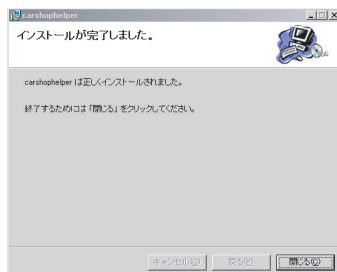 carshophelper
インストールが完了しました。
carshophelper は正しくインストールされました。
終了するためには「閉じる」をクリックしてください。
キャンセル(C) 戻る(P) 閉じる(C)